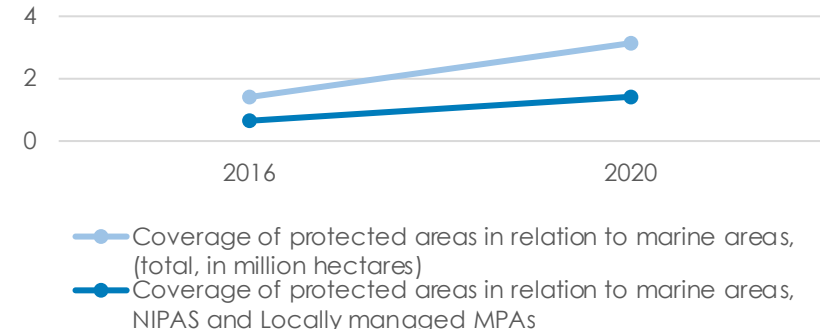 4
2
0
2016 2020
Coverage of protected areas in relation to marine areas,
(total, in million hectares)
Coverage of protected areas in relation to marine areas,
NIPAS and Locally managed MPAs